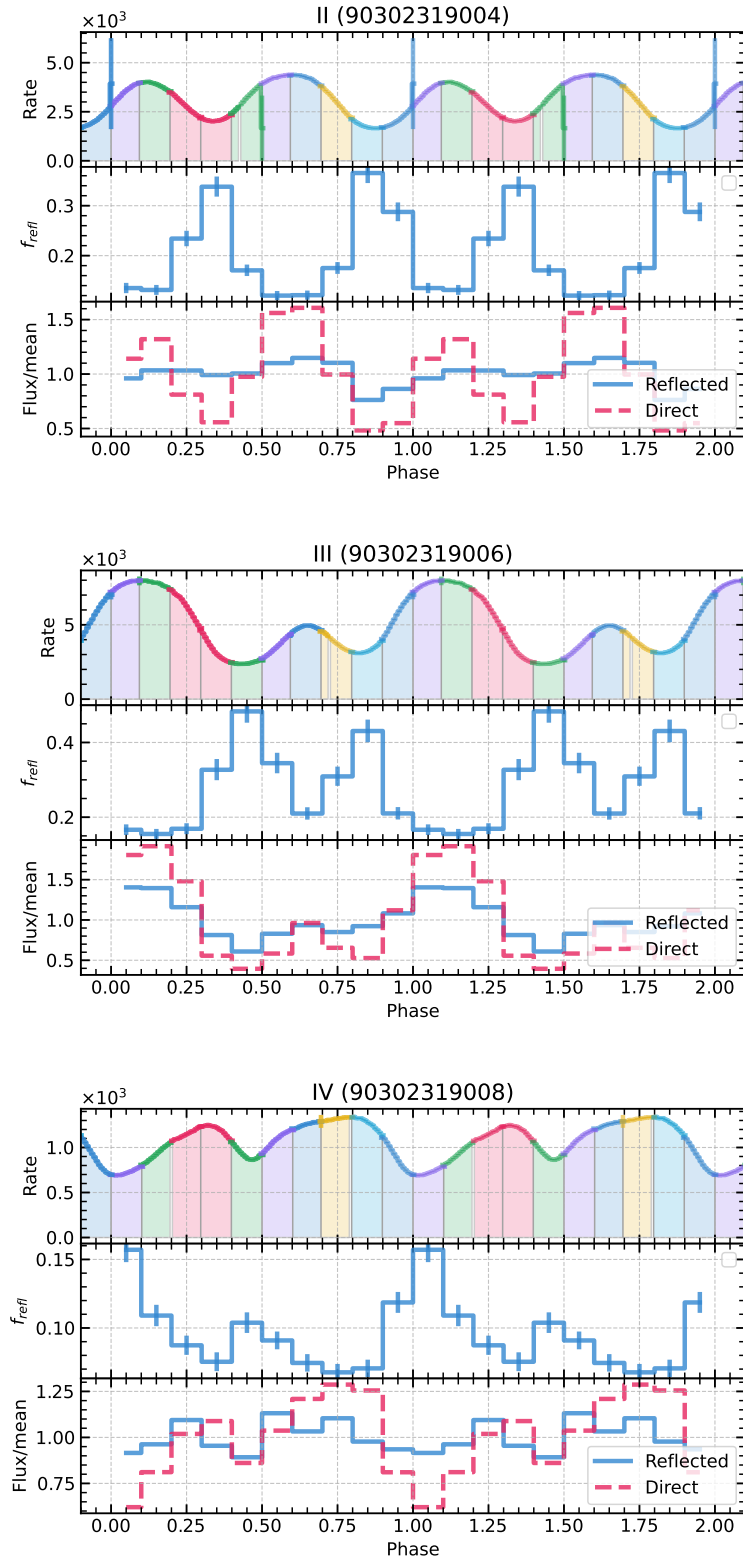 II (90302319004)
×10³
Rate
5.0
2.5
0.0
f_refl
0.3
0.2
Flux/mean
1.5
1.0
0.5
Reflected
Direct
0.00 0.25 0.50 0.75 1.00 1.25 1.50 1.75 2.00
Phase
III (90302319006)
×10³
Rate
5
0
f_refl
0.4
0.2
Flux/mean
1.5
1.0
0.5
Reflected
Direct
0.00 0.25 0.50 0.75 1.00 1.25 1.50 1.75 2.00
Phase
IV (90302319008)
×10³
Rate
1.0
0.5
0.0
f_refl
0.15
0.10
Flux/mean
1.25
1.00
0.75
Reflected
Direct
0.00 0.25 0.50 0.75 1.00 1.25 1.50 1.75 2.00
Phase